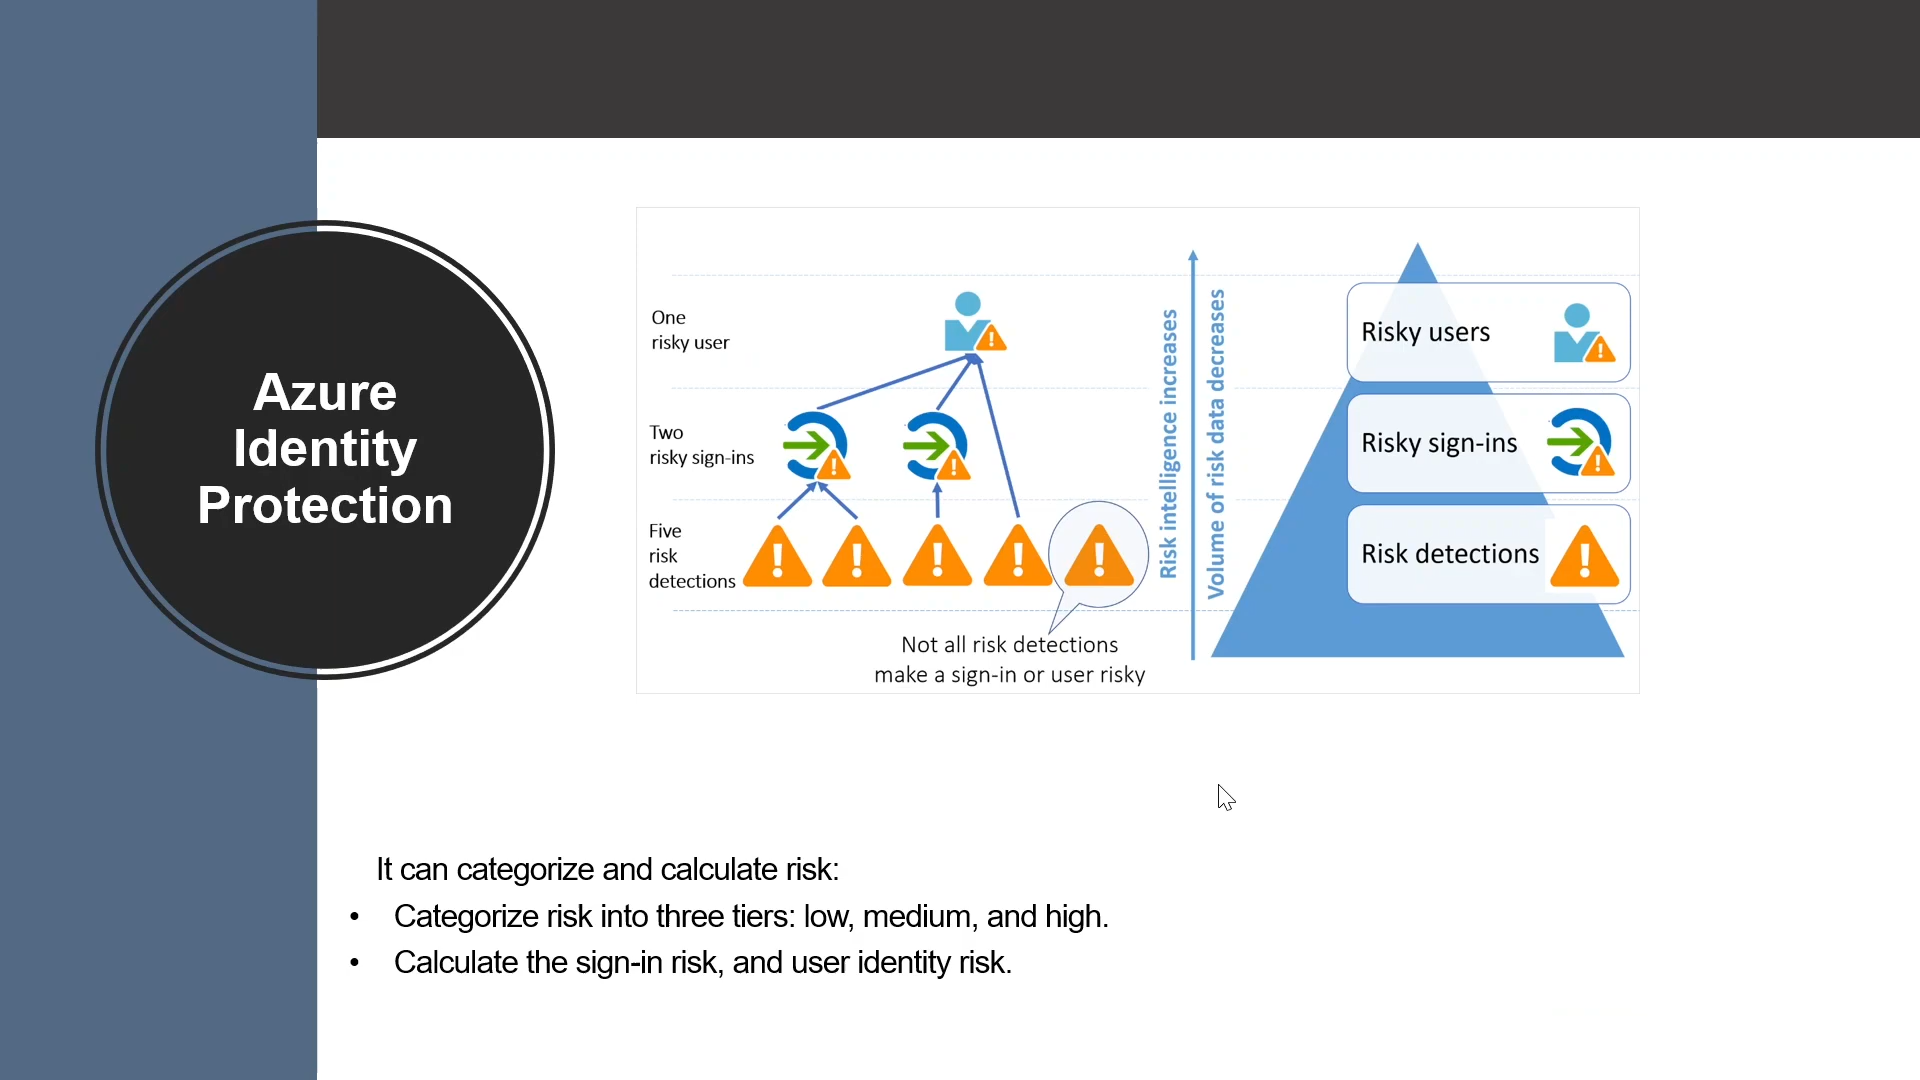 Azure
Identity
Protection
One
risky user
Two
risky sign-ins
Five
risk
detections
Not all risk detections
make a sign-in or user risky
Risk intelligence increases
Volume of risk data decreases
Risky users
Risky sign-ins
Risk detections
It can categorize and calculate risk:
• Categorize risk into three tiers: low, medium, and high.
• Calculate the sign-in risk, and user identity risk.